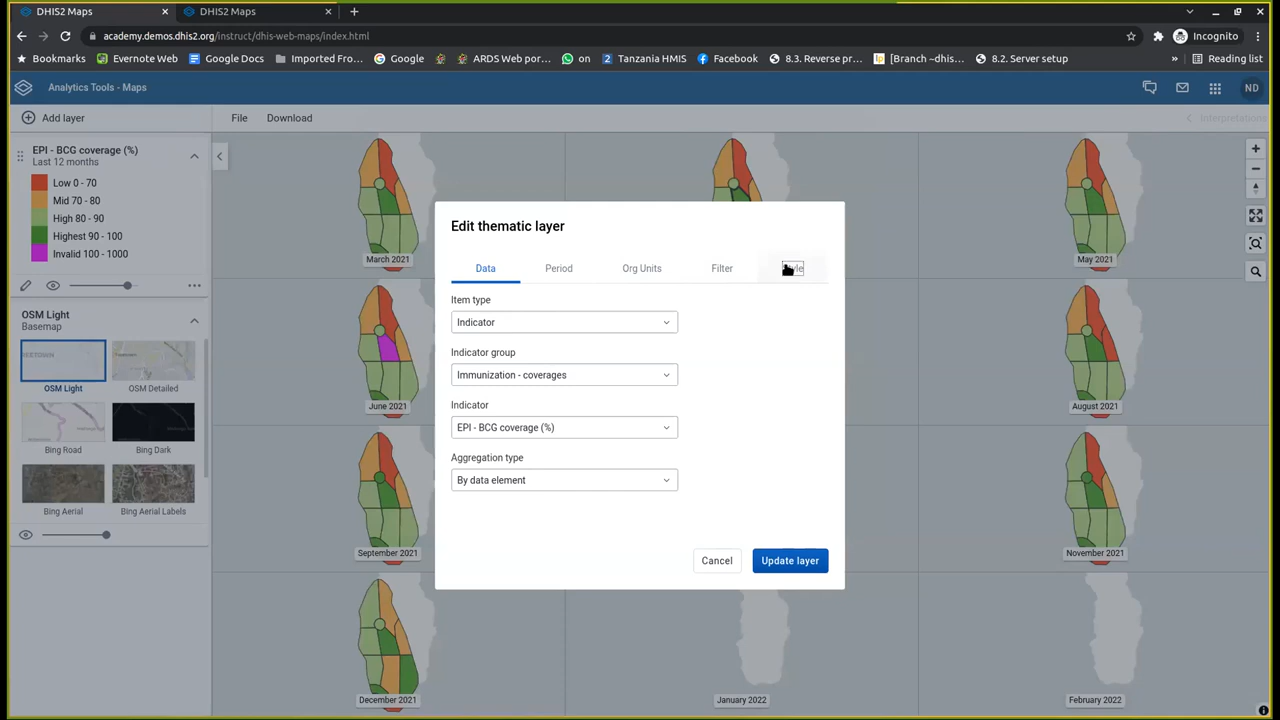 DHIS2 Maps
DHIS2 Maps
academy.demos.dhis2.org/instruct/dhis-web-maps/index.html
Incognito
Bookmarks
Evernote Web
Google Docs
Imported Fro...
Google
ARDS Web por...
on
Tanzania HMIS
Facebook
8.3. Reverse pr...
[Branch ~dhis...
8.2. Server setup
»
Reading list
Analytics Tools - Maps
ND
Add layer
File
Download
Interpretations
EPI - BCG coverage (%)
Last 12 months
Low 0 - 70
Mid 70 - 80
High 80 - 90
Highest 90 - 100
Invalid 100 - 1000
OSM Light
Basemap
OSM Light
OSM Detailed
Bing Road
Bing Dark
Bing Aerial
Bing Aerial Labels
March 2021
May 2021
June 2021
August 2021
September 2021
November 2021
December 2021
January 2022
February 2022
Edit thematic layer
Data
Period
Org Units
Filter
Item type
Indicator
Indicator group
Immunization - coverages
Indicator
EPI - BCG coverage (%)
Aggregation type
By data element
Cancel
Update layer